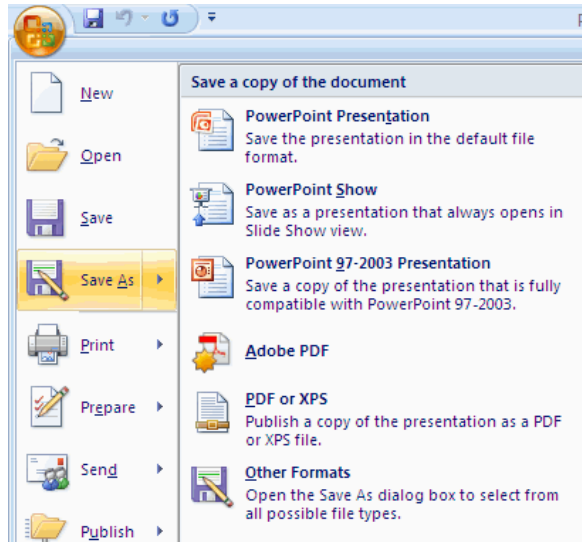 New
Open
Save
Save As
Print
Prepare
Send
Publish
Save a copy of the document
PowerPoint Presentation
Save the presentation in the default file
format.
PowerPoint Show
Save as a presentation that always opens in
Slide Show view.
PowerPoint 97-2003 Presentation
Save a copy of the presentation that is fully
compatible with PowerPoint 97-2003.
Adobe PDF
PDF or XPS
Publish a copy of the presentation as a PDF
or XPS file.
Other Formats
Open the Save As dialog box to select from
all possible file types.